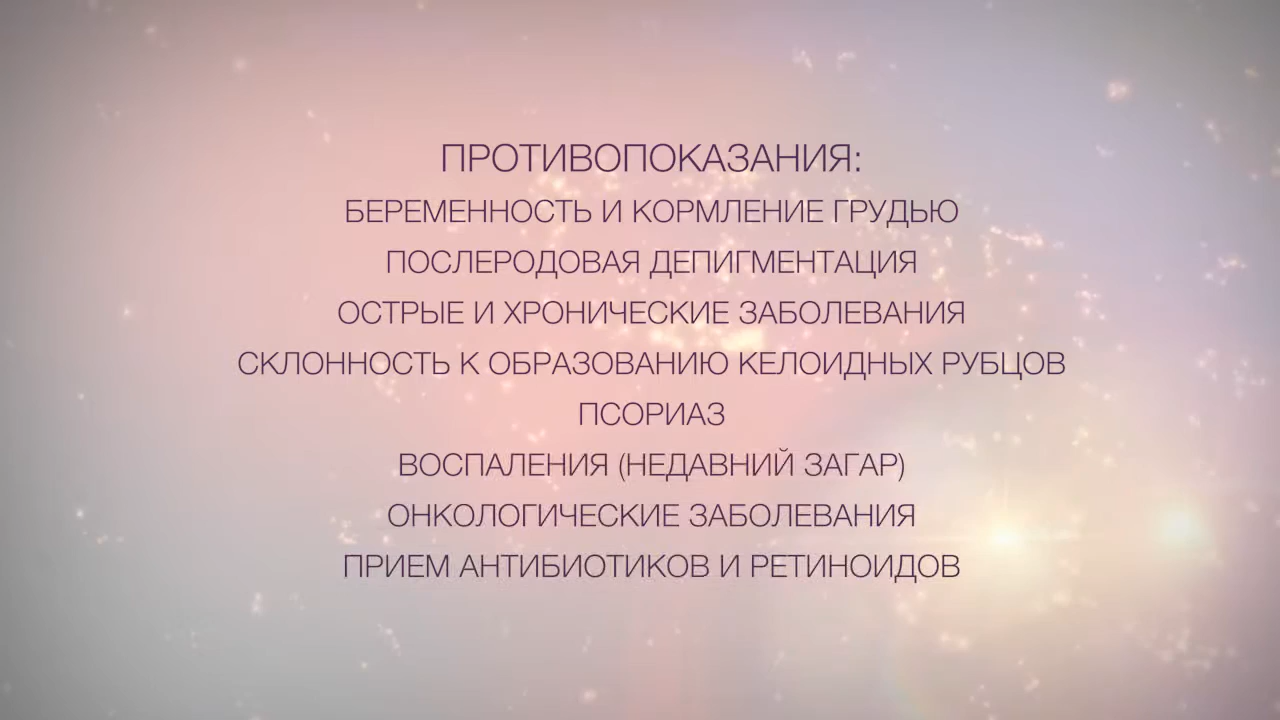 ПРОТИВОПОКАЗАНИЯ:
БЕРЕМЕННОСТЬ И КОРМЛЕНИЕ ГРУДЬЮ
ПОСЛЕРОДОВАЯ ДЕПИГМЕНТАЦИЯ
ОСТРЫЕ И ХРОНИЧЕСКИЕ ЗАБОЛЕВАНИЯ
СКЛОННОСТЬ К ОБРАЗОВАНИЮ КЕЛОИДНЫХ РУБЦОВ
ПСОРИАЗ
ВОСПАЛЕНИЯ (НЕДАВНИЙ ЗАГАР)
ОНКОЛОГИЧЕСКИЕ ЗАБОЛЕВАНИЯ
ПРИЕМ АНТИБИОТИКОВ И РЕТИНОИДОВ